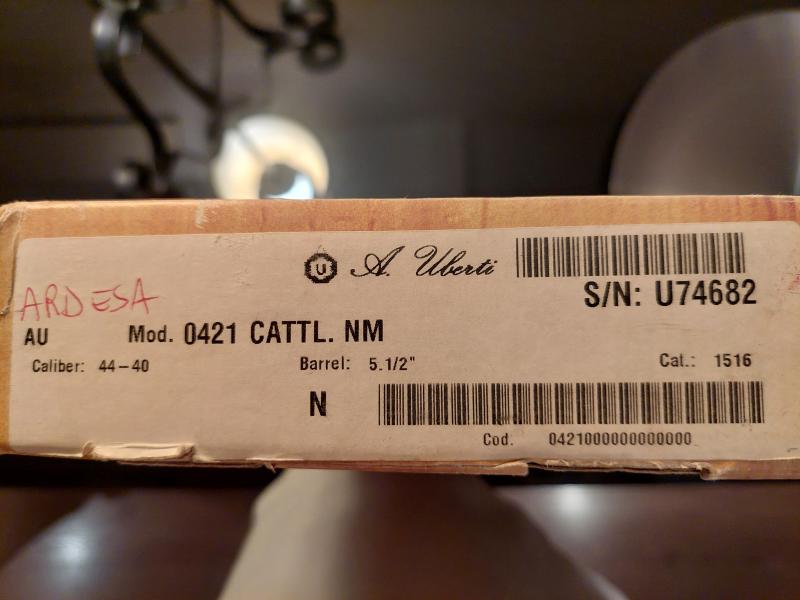 U A. Uberti
S/N: U74682
ARDESA
AU Mod. 0421 CATTL. NM
Caliber: 44-40 Barrel: 5.1/2" Cat.: 1516
N
Cod. 0421000000000000